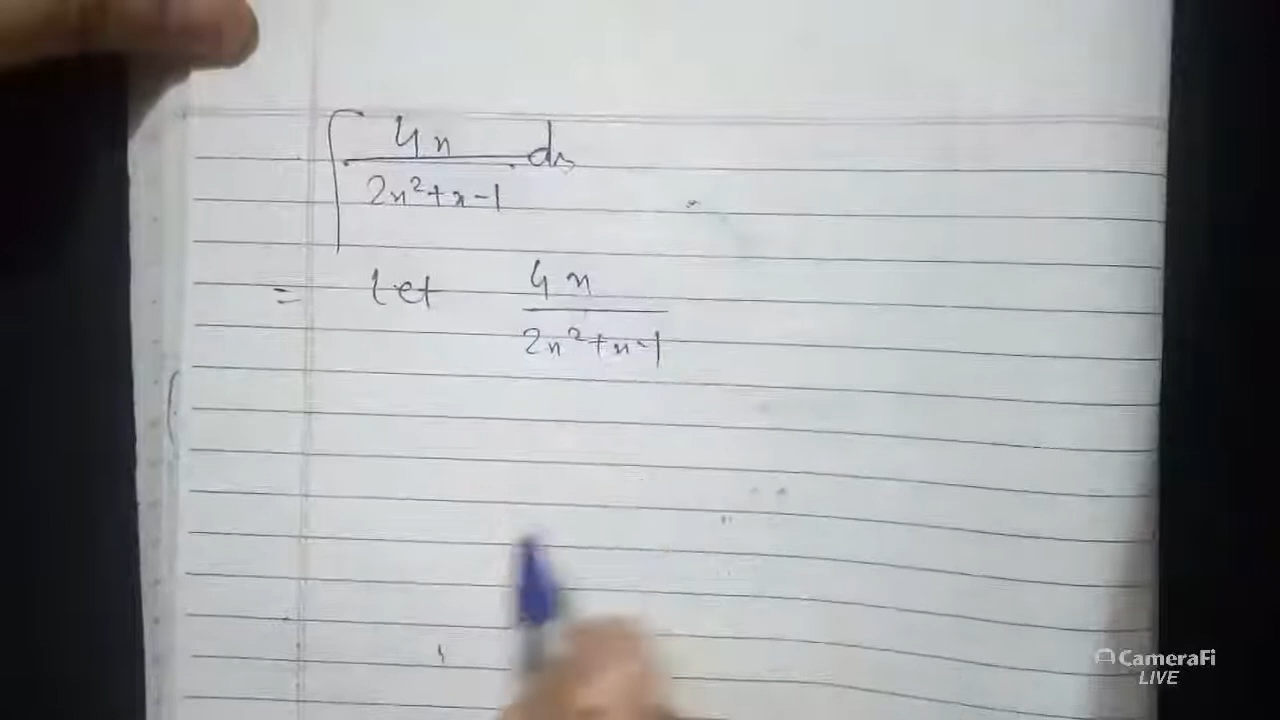 ∫ 4x / 2x²+x-1 dx
= let 4x / 2x²+x-1
CameraFi
LIVE